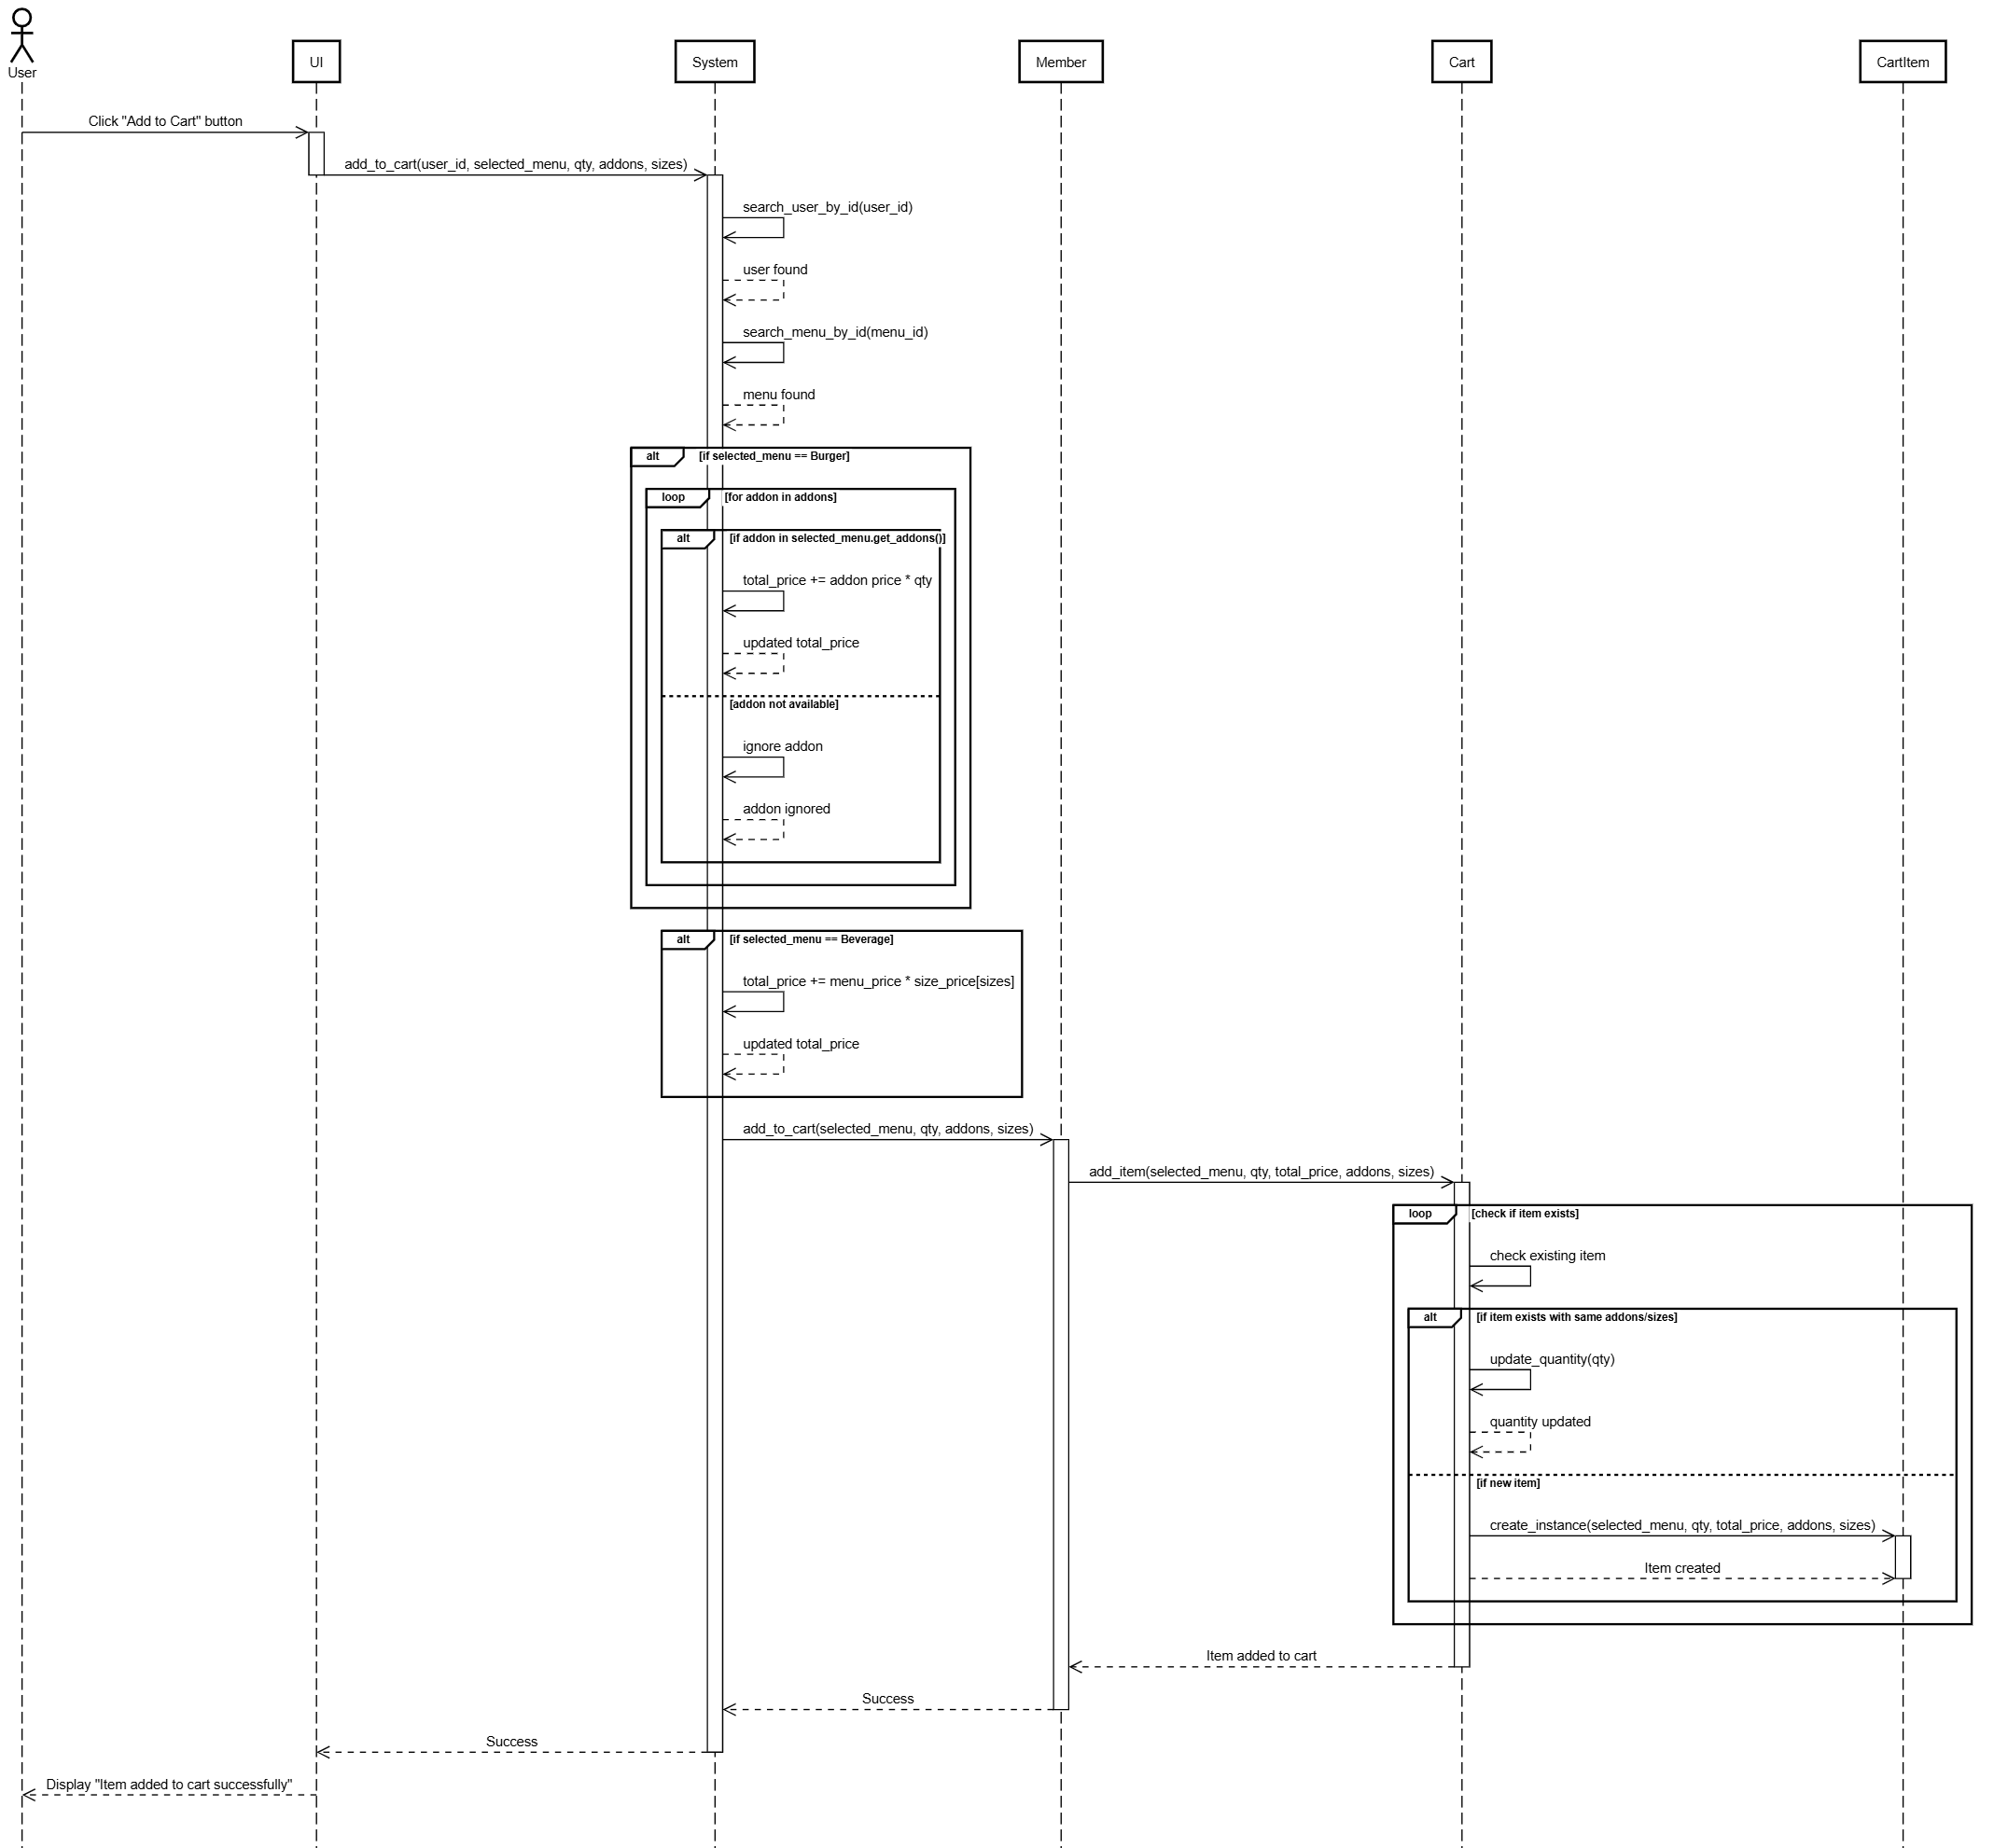 User
UI
System
Member
Cart
CartItem
Click "Add to Cart" button
add_to_cart(user_id, selected_menu, qty, addons, sizes)
search_user_by_id(user_id)
user found
search_menu_by_id(menu_id)
menu found
alt [if selected_menu == Burger]
loop [for addon in addons]
alt [if addon in selected_menu.get_addons()]
total_price += addon price * qty
updated total_price
[addon not available]
ignore addon
addon ignored
alt [if selected_menu == Beverage]
total_price += menu_price * size_price[sizes]
updated total_price
add_to_cart(selected_menu, qty, addons, sizes)
add_item(selected_menu, qty, total_price, addons, sizes)
loop [check if item exists]
check existing item
alt [if item exists with same addons/sizes]
update_quantity(qty)
quantity updated
[if new item]
create_instance(selected_menu, qty, total_price, addons, sizes)
Item created
Item added to cart
Success
Success
Display "Item added to cart successfully"